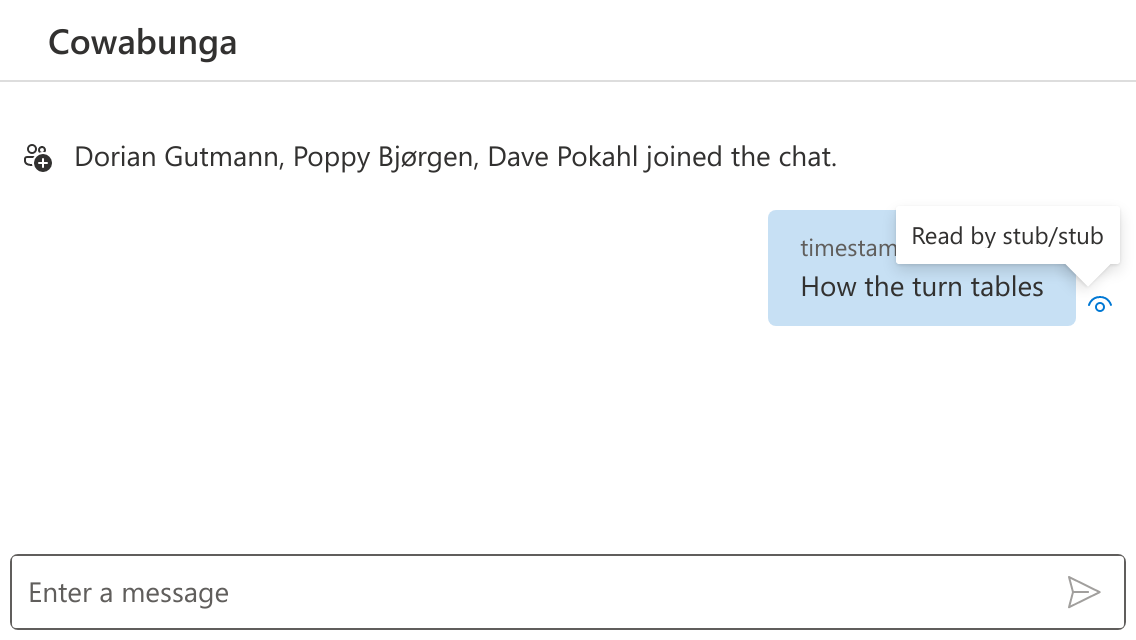 Cowabunga
Dorian Gutmann, Poppy Bjørgen, Dave Pokahl joined the chat.
Read by stub/stub
timestam
How the turn tables
Enter a message